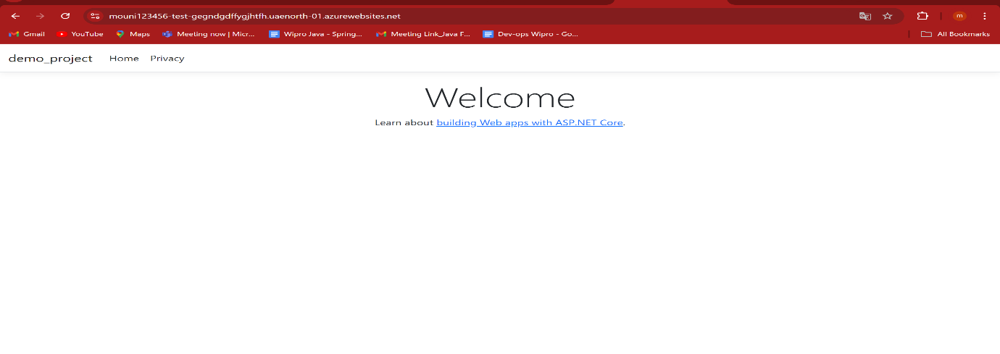 mouni123456-test-gegndgdffygjhtfh.uaenorth-01.azurewebsites.net
m
Gmail YouTube Maps Meeting now | Micr... Wipro Java - Spring... Meeting Link_Java F... Dev-ops Wipro - Go... All Bookmarks
demo_project Home Privacy
Welcome
Learn about building Web apps with ASP.NET Core.